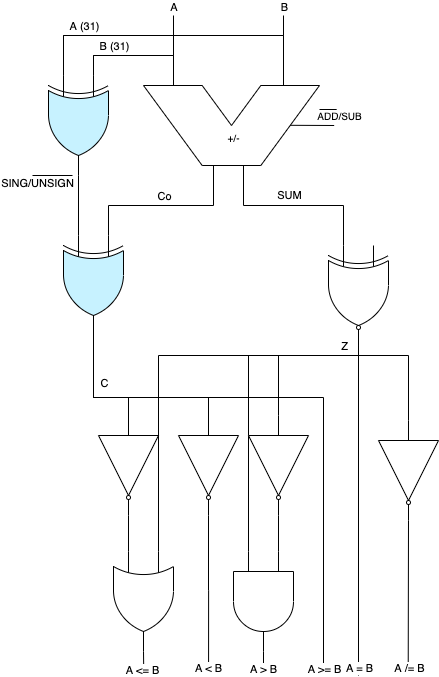 A
B
A (31)
B (31)
ADD/SUB
+/-
SING/UNSIGN
Co
SUM
Z
C
A <= B
A < B
A > B
A >= B
A = B
A /= B